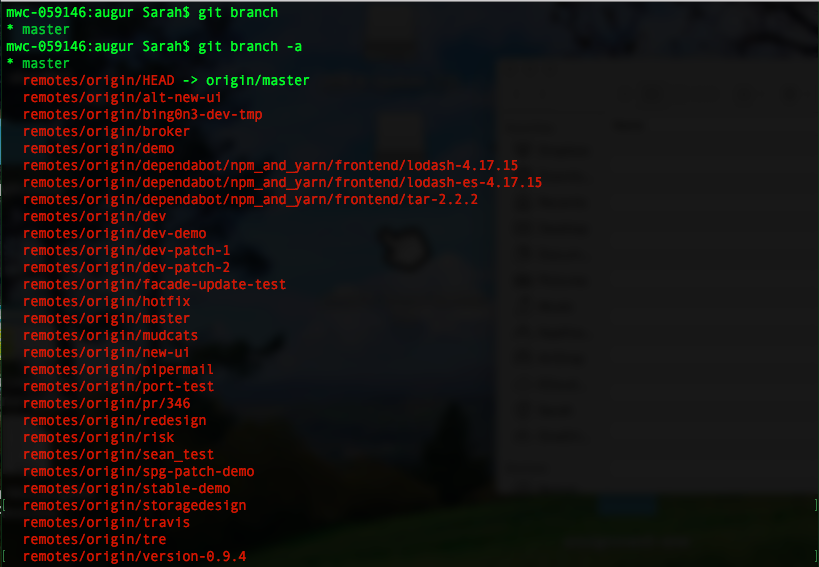 mwc-059146:augur Sarah$ git branch
* master
mwc-059146:augur Sarah$ git branch -a
* master
  remotes/origin/HEAD -> origin/master
  remotes/origin/alt-new-ui
  remotes/origin/bing0n3-dev-tmp
  remotes/origin/broker
  remotes/origin/demo
  remotes/origin/dependabot/npm_and_yarn/frontend/lodash-4.17.15
  remotes/origin/dependabot/npm_and_yarn/frontend/lodash-es-4.17.15
  remotes/origin/dependabot/npm_and_yarn/frontend/tar-2.2.2
  remotes/origin/dev
  remotes/origin/dev-demo
  remotes/origin/dev-patch-1
  remotes/origin/dev-patch-2
  remotes/origin/facade-update-test
  remotes/origin/hotfix
  remotes/origin/master
  remotes/origin/mudcats
  remotes/origin/new-ui
  remotes/origin/pipermail
  remotes/origin/port-test
  remotes/origin/pr/346
  remotes/origin/redesign
  remotes/origin/risk
  remotes/origin/sean_test
  remotes/origin/spg-patch-demo
  remotes/origin/stable-demo
[ remotes/origin/storagedesign ]
  remotes/origin/travis
  remotes/origin/tre
[ remotes/origin/version-0.9.4 ]